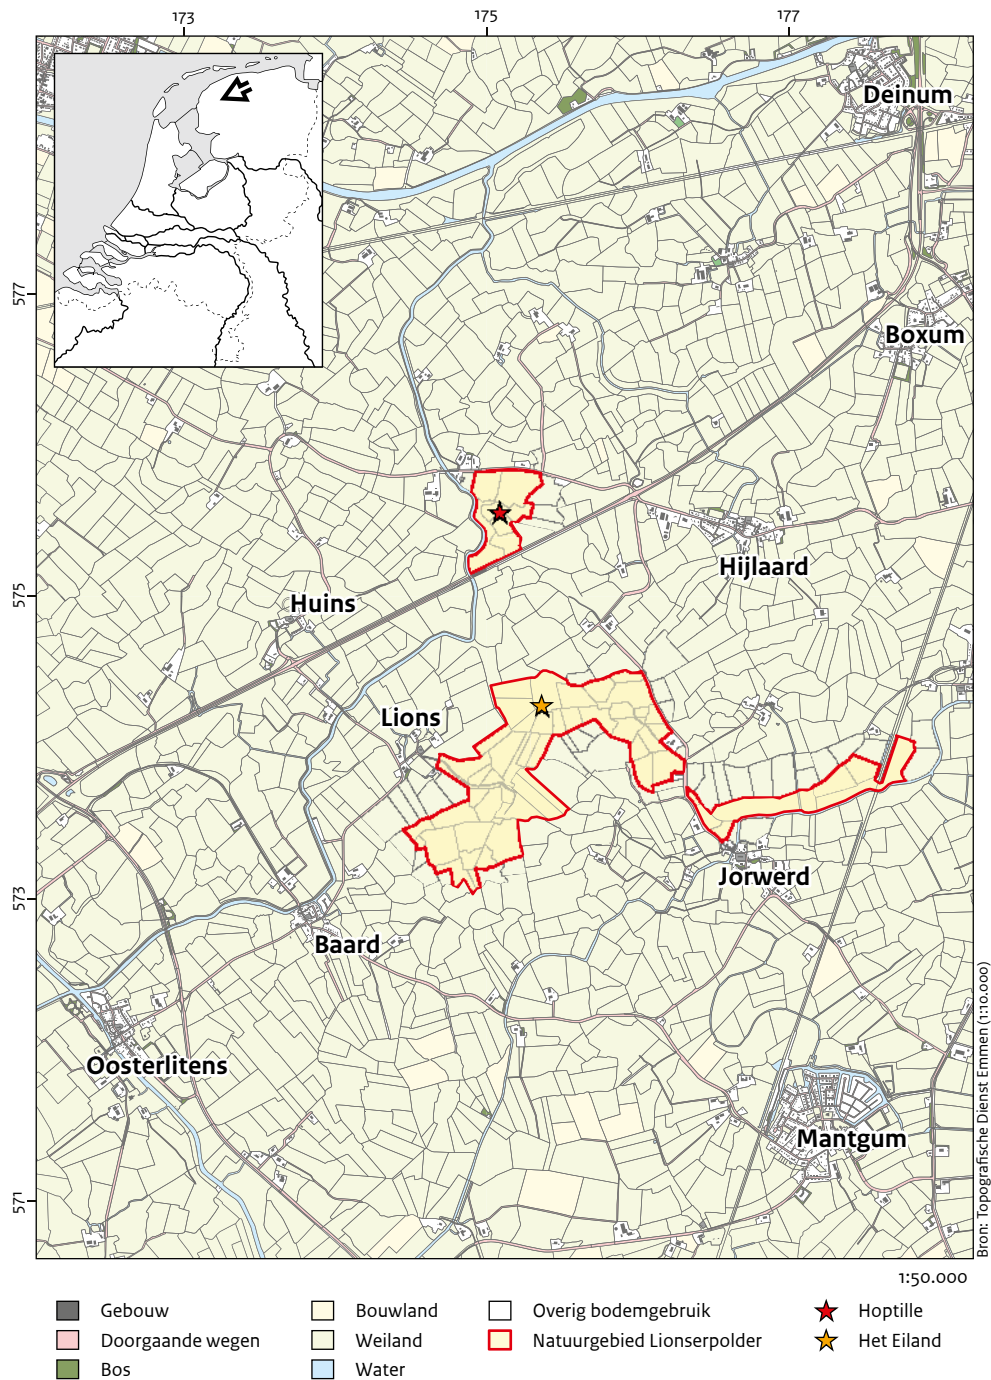 173 175 177
Deinum
577
Boxum
Hijlaard
575
Huins
Lions
Jorwerd
573
Baard
Oosterlitens
Mantgum
571
Bron: Topografische Dienst Emmen (1:10.000)
1:50.000
Gebouw
Doorgaande wegen
Bos
Bouwland
Weiland
Water
Overig bodemgebruik
Natuurgebied Lionserpolder
Hoptille
Het Eiland